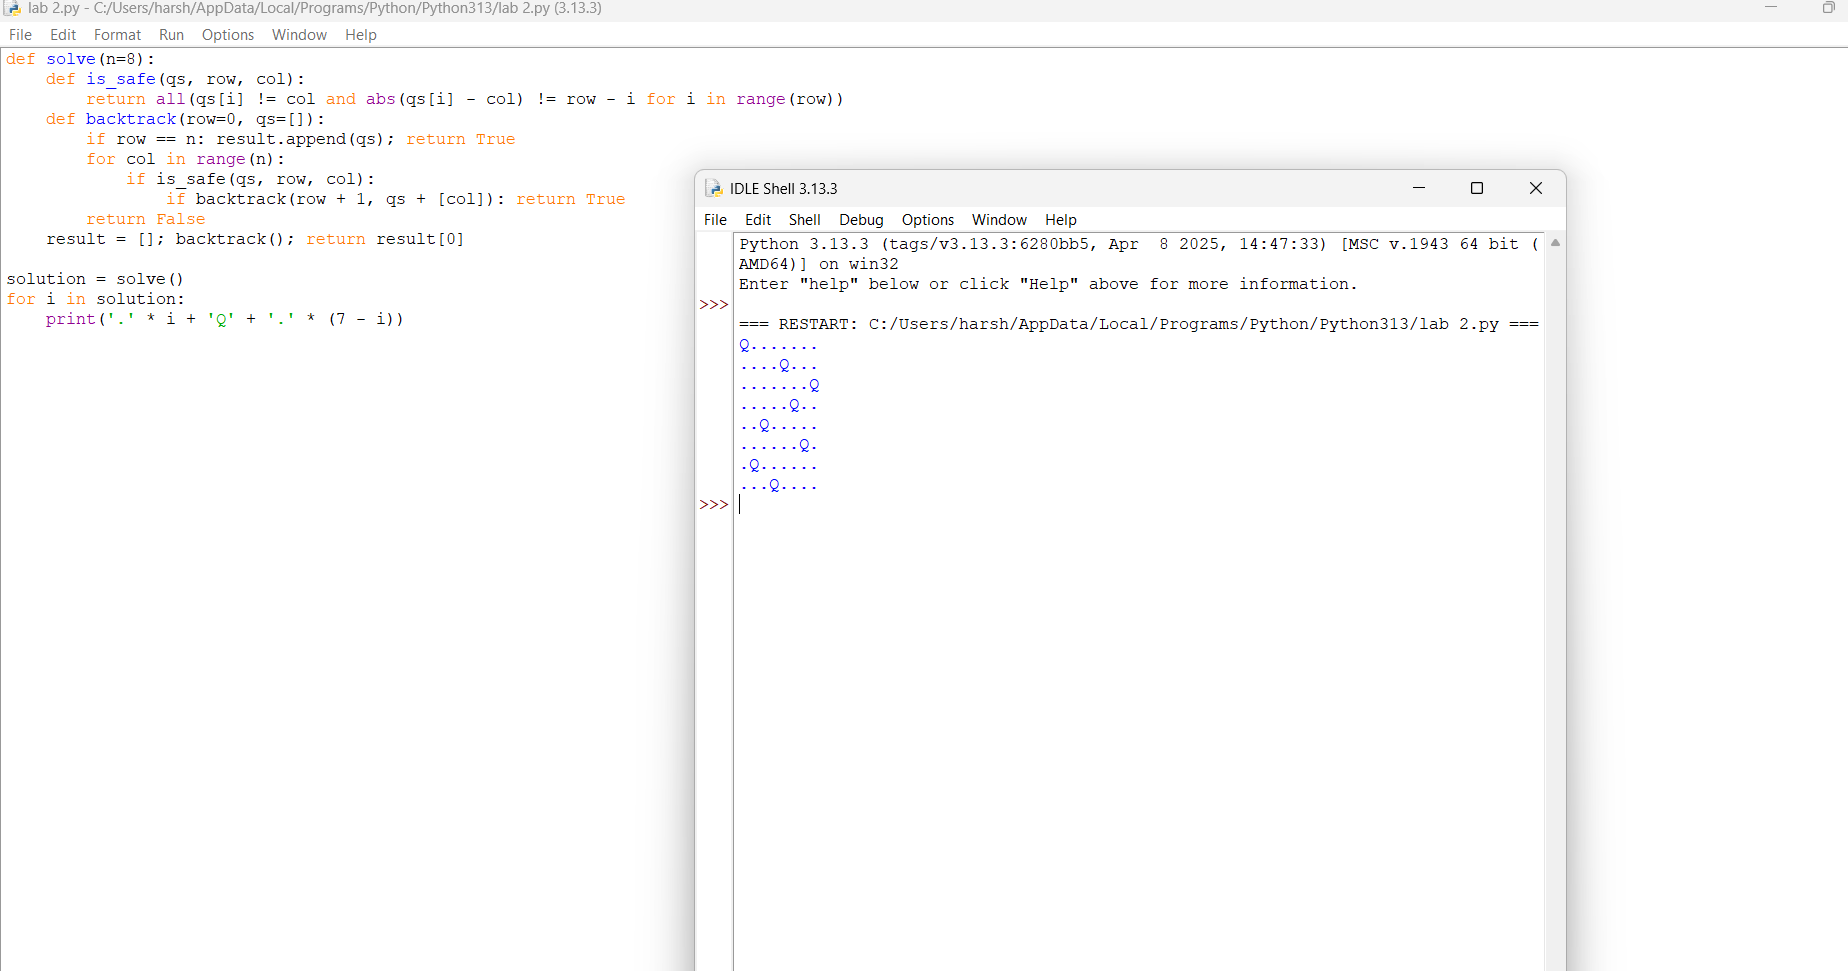 lab 2.py - C:/Users/harsh/AppData/Local/Programs/Python/Python313/lab 2.py (3.13.3)
File Edit Format Run Options Window Help
def solve(n=8):
    def is_safe(qs, row, col):
        return all(qs[i] != col and abs(qs[i] - col) != row - i for i in range(row))
    def backtrack(row=0, qs=[]):
        if row == n: result.append(qs); return True
        for col in range(n):
            if is_safe(qs, row, col):
                if backtrack(row + 1, qs + [col]): return True
        return False
    result = []; backtrack(); return result[0]
solution = solve()
for i in solution:
    print('.' * i + 'Q' + '.' * (7 - i))
IDLE Shell 3.13.3
File Edit Shell Debug Options Window Help
Python 3.13.3 (tags/v3.13.3:6280bb5, Apr  8 2025, 14:47:33) [MSC v.1943 64 bit (
AMD64)] on win32
Enter "help" below or click "Help" above for more information.
>>>
=== RESTART: C:/Users/harsh/AppData/Local/Programs/Python/Python313/lab 2.py ===
Q.......
....Q...
.......Q
.....Q..
..Q.....
......Q.
.Q......
...Q....
>>>